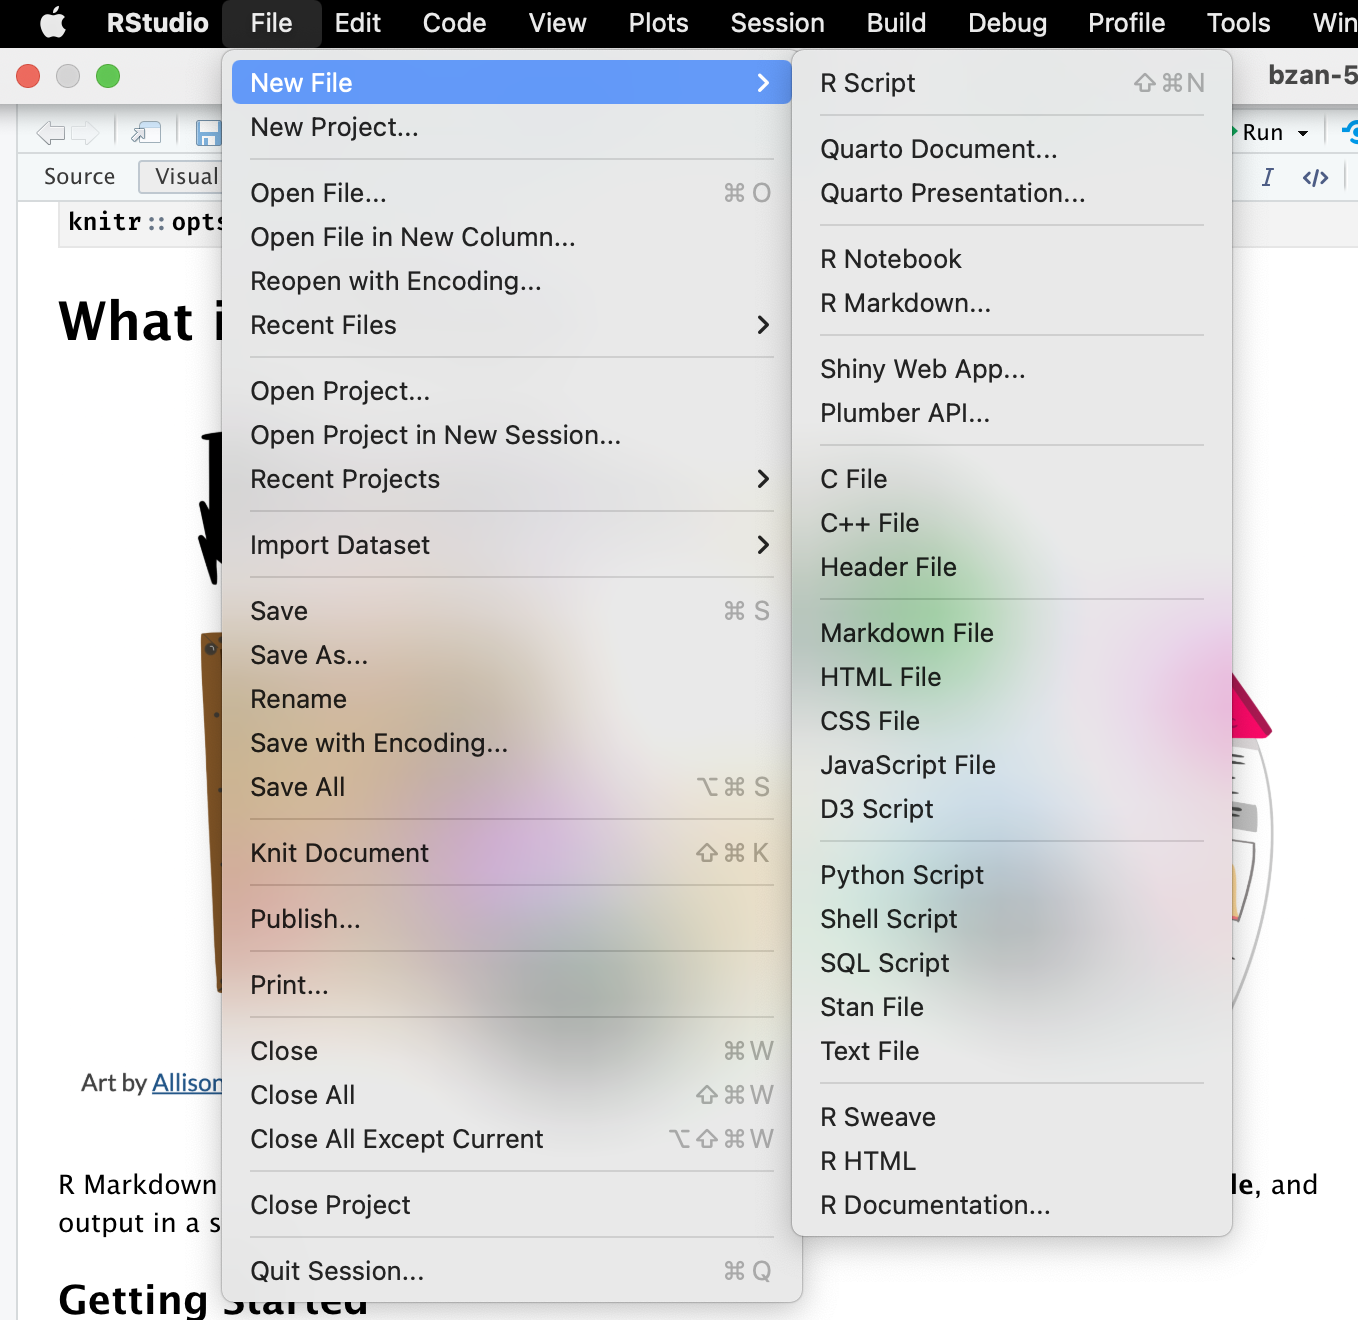 RStudio File Edit Code View Plots Session Build Debug Profile Tools
bzan-5
Run
Source Visual
I </>
knitr::opts
What
Art by Allison
R Markdown
le, and
output in a s
Getting Started
New File
New Project...
Open File... ⌘ O
Open File in New Column...
Reopen with Encoding...
Recent Files
Open Project...
Open Project in New Session...
Recent Projects
Import Dataset
Save ⌘ S
Save As...
Rename
Save with Encoding...
Save All ⌥⌘ S
Knit Document ⇧⌘ K
Publish...
Print...
Close ⌘W
Close All ⇧⌘W
Close All Except Current ⌥⇧⌘W
Close Project
Quit Session... ⌘ Q
R Script ⇧⌘N
Quarto Document...
Quarto Presentation...
R Notebook
R Markdown...
Shiny Web App...
Plumber API...
C File
C++ File
Header File
Markdown File
HTML File
CSS File
JavaScript File
D3 Script
Python Script
Shell Script
SQL Script
Stan File
Text File
R Sweave
R HTML
R Documentation...